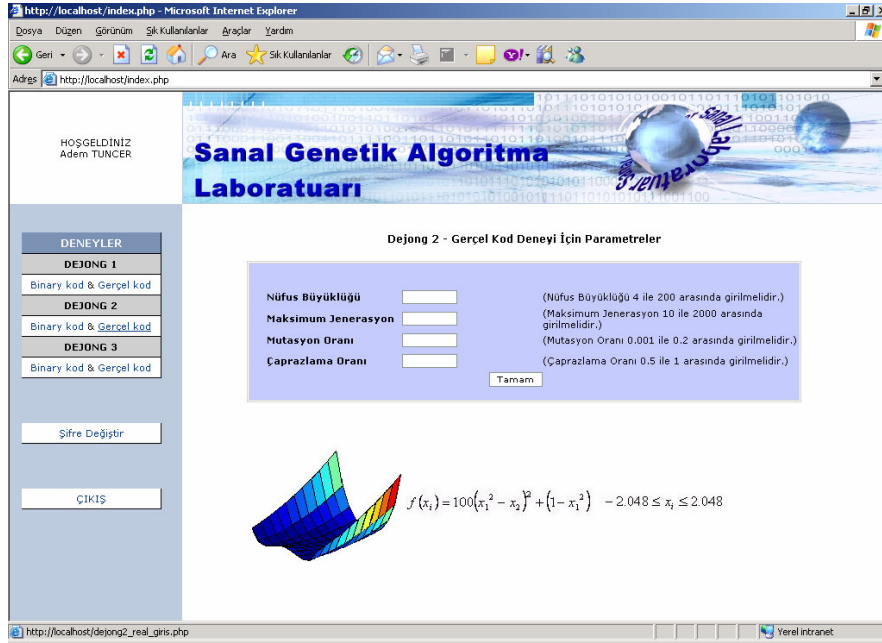 http://localhost/index.php - Microsoft Internet Explorer
Dosya Düzen Görünüm Sık Kullanılanlar Araçlar Yardım
Geri Ara Sık Kullanılanlar
Adres http://localhost/index.php
HOŞGELDİNİZ
Adem TUNCER
Sanal Genetik Algoritma
Laboratuarı
DENEYLER
DEJONG 1
Binary kod & Gerçel kod
DEJONG 2
Binary kod & Gerçel kod
DEJONG 3
Binary kod & Gerçel kod
Şifre Değiştir
ÇIKIŞ
Dejong 2 - Gerçel Kod Deneyi İçin Parametreler
Nüfus Büyüklüğü (Nüfus Büyüklüğü 4 ile 200 arasında girilmelidir.)
Maksimum Jenerasyon (Maksimum Jenerasyon 10 ile 2000 arasında
girilmelidir.)
Mutasyon Oranı (Mutasyon Oranı 0.001 ile 0.2 arasında girilmelidir.)
Çaprazlama Oranı (Çaprazlama Oranı 0.5 ile 1 arasında girilmelidir.)
Tamam
f(x_i) = 100(x_1² − x_2)² + (1 − x_1²) −2.048 ≤ x_i ≤ 2.048
http://localhost/dejong2_real_giris.php
Yerel intranet